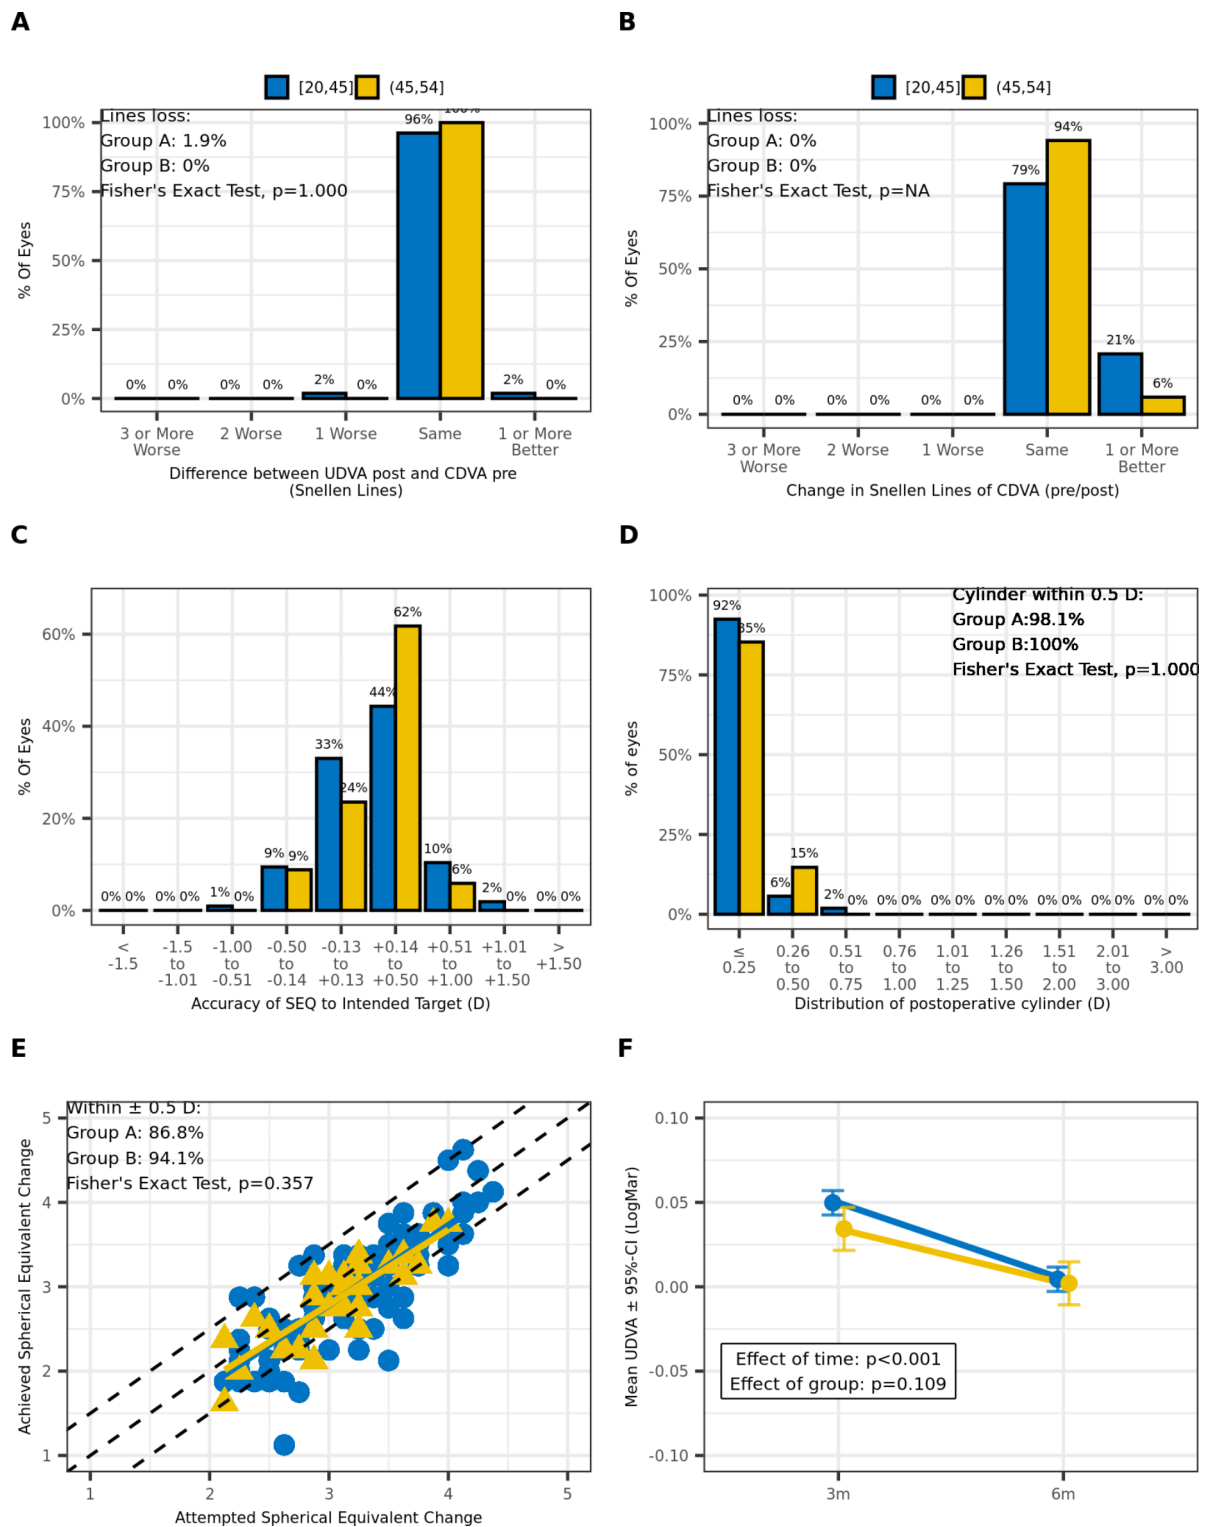 A
[20,45] (45,54]
Lines loss:
Group A: 1.9%
Group B: 0%
Fisher's Exact Test, p=1.000
100%
75%
50%
25%
0%
% Of Eyes
0% 0% 0% 0% 2% 0% 96% 100% 2% 0%
3 or More
Worse
2 Worse
1 Worse
Same
1 or More
Better
Difference between UDVA post and CDVA pre
(Snellen Lines)
B
[20,45] (45,54]
Lines loss:
Group A: 0%
Group B: 0%
Fisher's Exact Test, p=NA
100%
75%
50%
25%
0%
% Of Eyes
0% 0% 0% 0% 0% 0% 79% 94% 21% 6%
3 or More
Worse
2 Worse
1 Worse
Same
1 or More
Better
Change in Snellen Lines of CDVA (pre/post)
C
60%
40%
20%
0%
% Of Eyes
0% 0% 0% 0% 1% 0% 9% 9% 33% 24% 44% 62% 10% 6% 2% 0% 0% 0%
<
-1.5
-1.5
to
-1.01
-1.00
to
-0.51
-0.50
to
-0.14
-0.13
to
+0.13
+0.14
to
+0.50
+0.51
to
+1.00
+1.01
to
+1.50
>
+1.50
Accuracy of SEQ to Intended Target (D)
D
Cylinder within 0.5 D:
Group A:98.1%
Group B:100%
Fisher's Exact Test, p=1.000
100%
75%
50%
25%
0%
% of eyes
92% 85% 6% 15% 2% 0% 0% 0% 0% 0% 0% 0% 0% 0% 0% 0% 0% 0%
≤
0.25
0.26
to
0.50
0.51
to
0.75
0.76
to
1.00
1.01
to
1.25
1.26
to
1.50
1.51
to
2.00
2.01
to
3.00
>
3.00
Distribution of postoperative cylinder (D)
E
Within ± 0.5 D:
Group A: 86.8%
Group B: 94.1%
Fisher's Exact Test, p=0.357
5
4
3
2
1
Achieved Spherical Equivalent Change
1 2 3 4 5
Attempted Spherical Equivalent Change
F
0.10
0.05
0.00
-0.05
-0.10
Mean UDVA ± 95%-CI (LogMar)
Effect of time: p<0.001
Effect of group: p=0.109
3m 6m